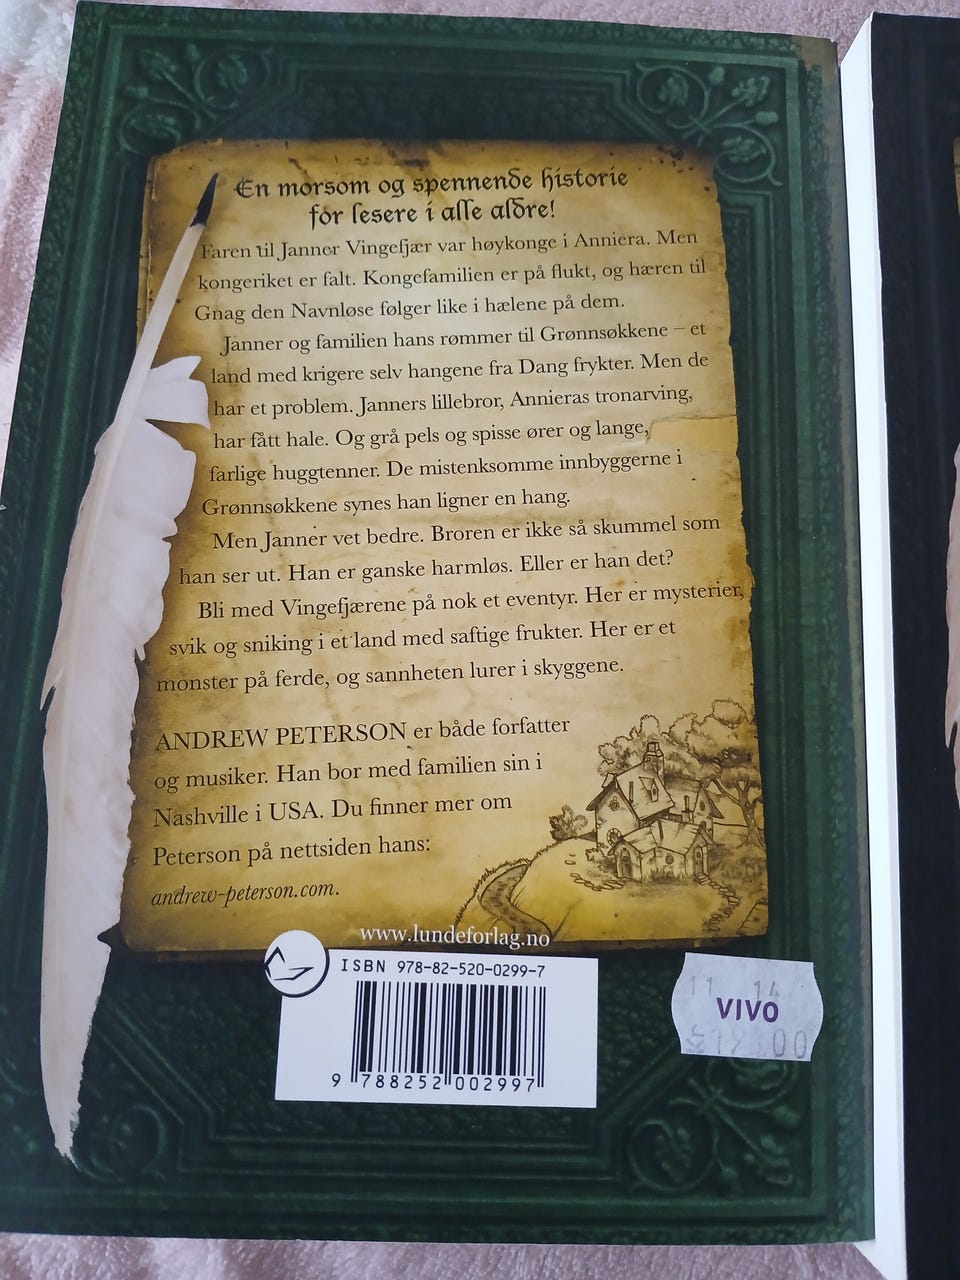 En morsom og spennende historie
for lesere i alle aldre!
Faren til Janner Vingefjær var høykonge i Anniera. Men
kongeriket er falt. Kongefamilien er på flukt, og hæren til
Gnag den Navnløse følger like i hælene på dem.
Janner og familien hans rømmer til Grønnsøkkene – et
land med krigere selv hangene fra Dang frykter. Men de
har et problem. Janners lillebror, Annieras tronarving,
har fått hale. Og grå pels og spisse ører og lange,
farlige huggtenner. De mistenksomme innbyggerne i
Grønnsøkkene synes han ligner en hang.
Men Janner vet bedre. Broren er ikke så skummel som
han ser ut. Han er ganske harmløs. Eller er han det?
Bli med Vingefjærene på nok et eventyr. Her er mysterier,
svik og sniking i et land med saftige frukter. Her er et
monster på ferde, og sannheten lurer i skyggene.
ANDREW PETERSON er både forfatter
og musiker. Han bor med familien sin i
Nashville i USA. Du finner mer om
Peterson på nettsiden hans:
andrew-peterson.com.
www.lundeforlag.no
ISBN 978-82-520-0299-7
9 788252 002997
11 14
VIVO